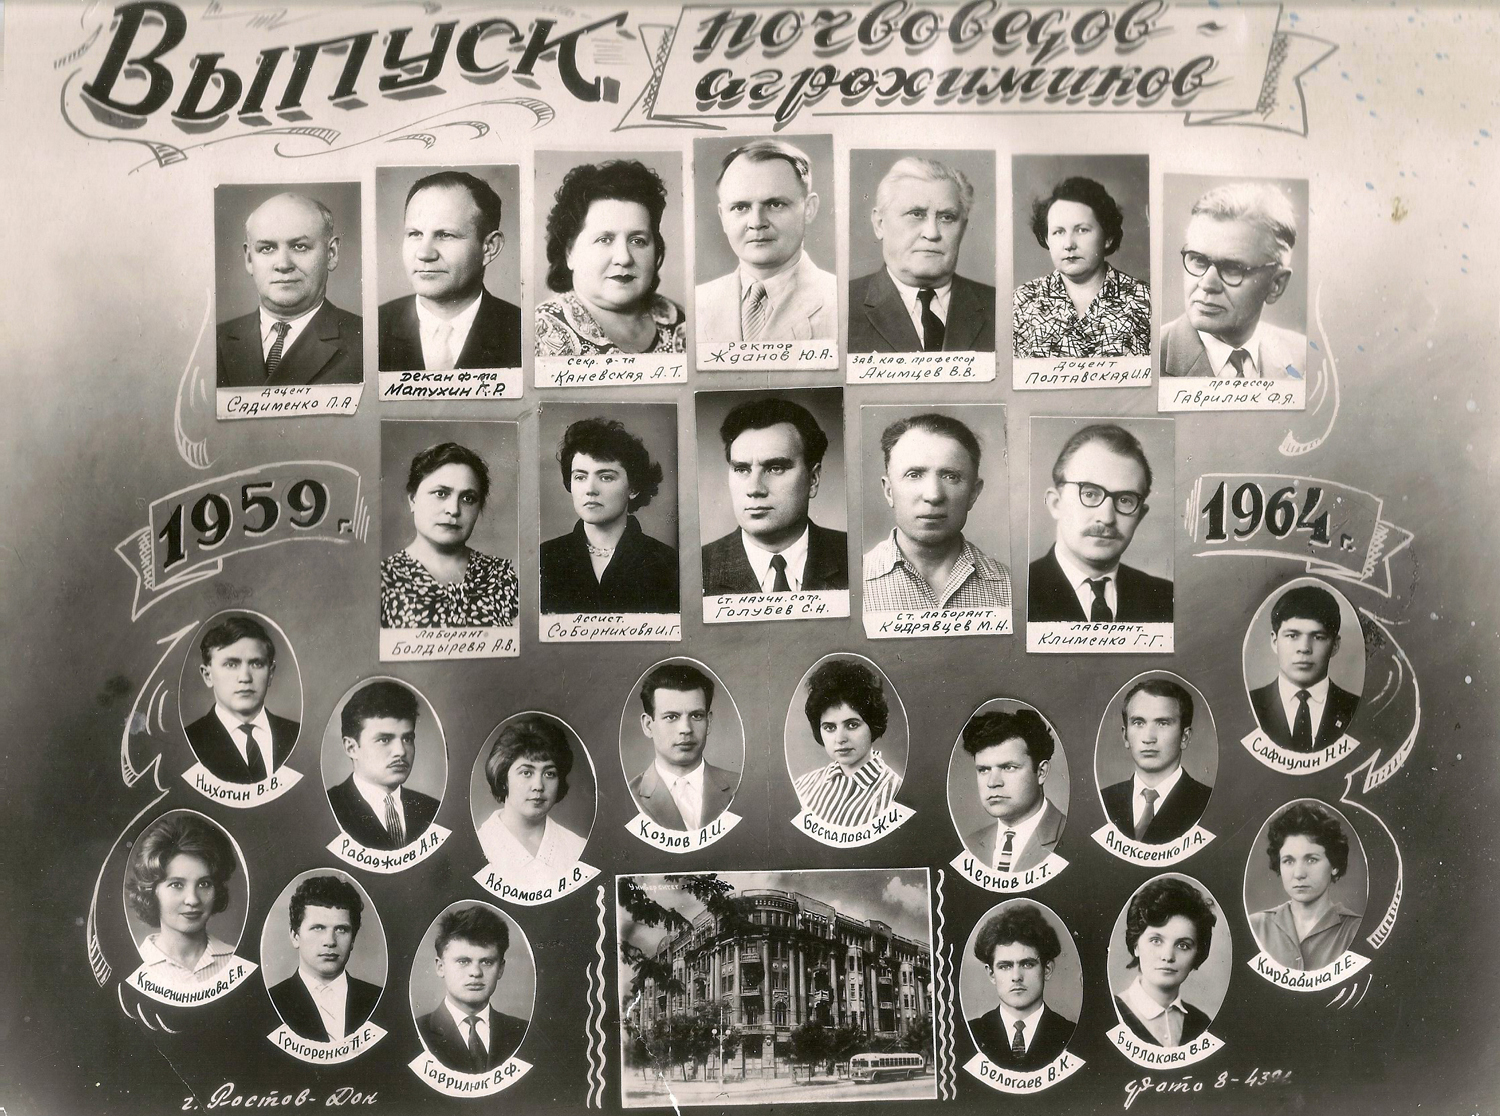 Выпуск
почвоведов-
агрохимиков
доцент
Садименко П.А.
Декан ф-та
Матухин Г.Р.
секр. ф-та
Каневская А.Т.
Ректор
Жданов Ю.А.
зав. каф. профессор
Акимцев В.В.
доцент
Полтавская И.А.
профессор
Гаврилюк Ф.Я.
1959 г.
1964 г.
лаборант
Болдырева А.В.
Ассист.
Соборникова И.Г.
ст. научн. сотр.
Голубев С.Н.
ст. лаборант.
Кудрявцев М.Н.
лаборант.
Клименко Г.Г.
Нихотин В.В.
Рабаджиев А.А.
Абрамова А.В.
Козлов А.И.
Беспалова Ж.И.
Чернов И.Т.
Алексеенко П.А.
Сафиулин Н.Н.
Крашенинникова Е.А.
Григоренко П.Е.
Гаврилюк В.Ф.
Университет
Белогаев В.К.
Бурлакова В.В.
Кирвабина Л.Е.
г. Ростов-Дон
фото 8-43